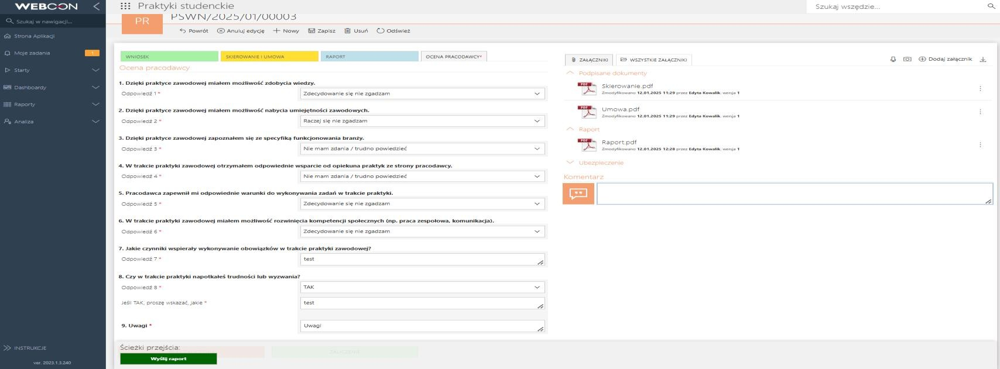 WEBCON
Szukaj w nawigacji...
Strona Aplikacji
Moje zadania
1
Starty
Dashboardy
Raporty
Analiza
INSTRUKCJE
ver. 2023.1.3.240
Praktyki studenckie
Szukaj wszędzie...
PR
PSWN/2025/01/00003
Powrót Anuluj edycję Nowy Zapisz Usuń Odśwież
WNIOSEK SKIEROWANIE I UMOWA RAPORT OCENA PRACODAWCY*
Ocena pracodawcy
1. Dzięki praktyce zawodowej miałem możliwość zdobycia wiedzy.
Odpowiedź 1 * Zdecydowanie się nie zgadzam
2. Dzięki praktyce zawodowej miałem możliwość nabycia umiejętności zawodowych.
Odpowiedź 2 * Raczej się nie zgadzam
3. Dzięki praktyce zawodowej zapoznałem się ze specyfiką funkcjonowania branży.
Odpowiedź 3 * Nie mam zdania / trudno powiedzieć
4. W trakcie praktyki zawodowej otrzymałem odpowiednie wsparcie od opiekuna praktyk ze strony pracodawcy.
Odpowiedź 4 * Nie mam zdania / trudno powiedzieć
5. Pracodawca zapewnił mi odpowiednie warunki do wykonywania zadań w trakcie praktyki.
Odpowiedź 5 * Zdecydowanie się nie zgadzam
6. W trakcie praktyki zawodowej miałem możliwość rozwinięcia kompetencji społecznych (np. praca zespołowa, komunikacja).
Odpowiedź 6 * Zdecydowanie się nie zgadzam
7. Jakie czynniki wspierały wykonywanie obowiązków w trakcie praktyki zawodowej?
Odpowiedź 7 * test
8. Czy w trakcie praktyki napotkałeś trudności lub wyzwania?
Odpowiedź 8 * TAK
Jeśli TAK, proszę wskazać, jakie * test
9. Uwagi * Uwagi
Ścieżki przejścia:
Wyślij raport
ZALICZENIE
ZAŁĄCZNIKI WSZYSTKIE ZAŁĄCZNIKI Dodaj załącznik
Podpisane dokumenty
PDF
Skierowanie.pdf
Zmodyfikowano 12.01.2025 11:29 przez Edyta Kowalik, wersja 1
PDF
Umowa.pdf
Zmodyfikowano 12.01.2025 11:29 przez Edyta Kowalik, wersja 1
Raport
PDF
Raport.pdf
Zmodyfikowano 12.01.2025 12:28 przez Edyta Kowalik, wersja 1
Ubezpieczenie
Komentarz